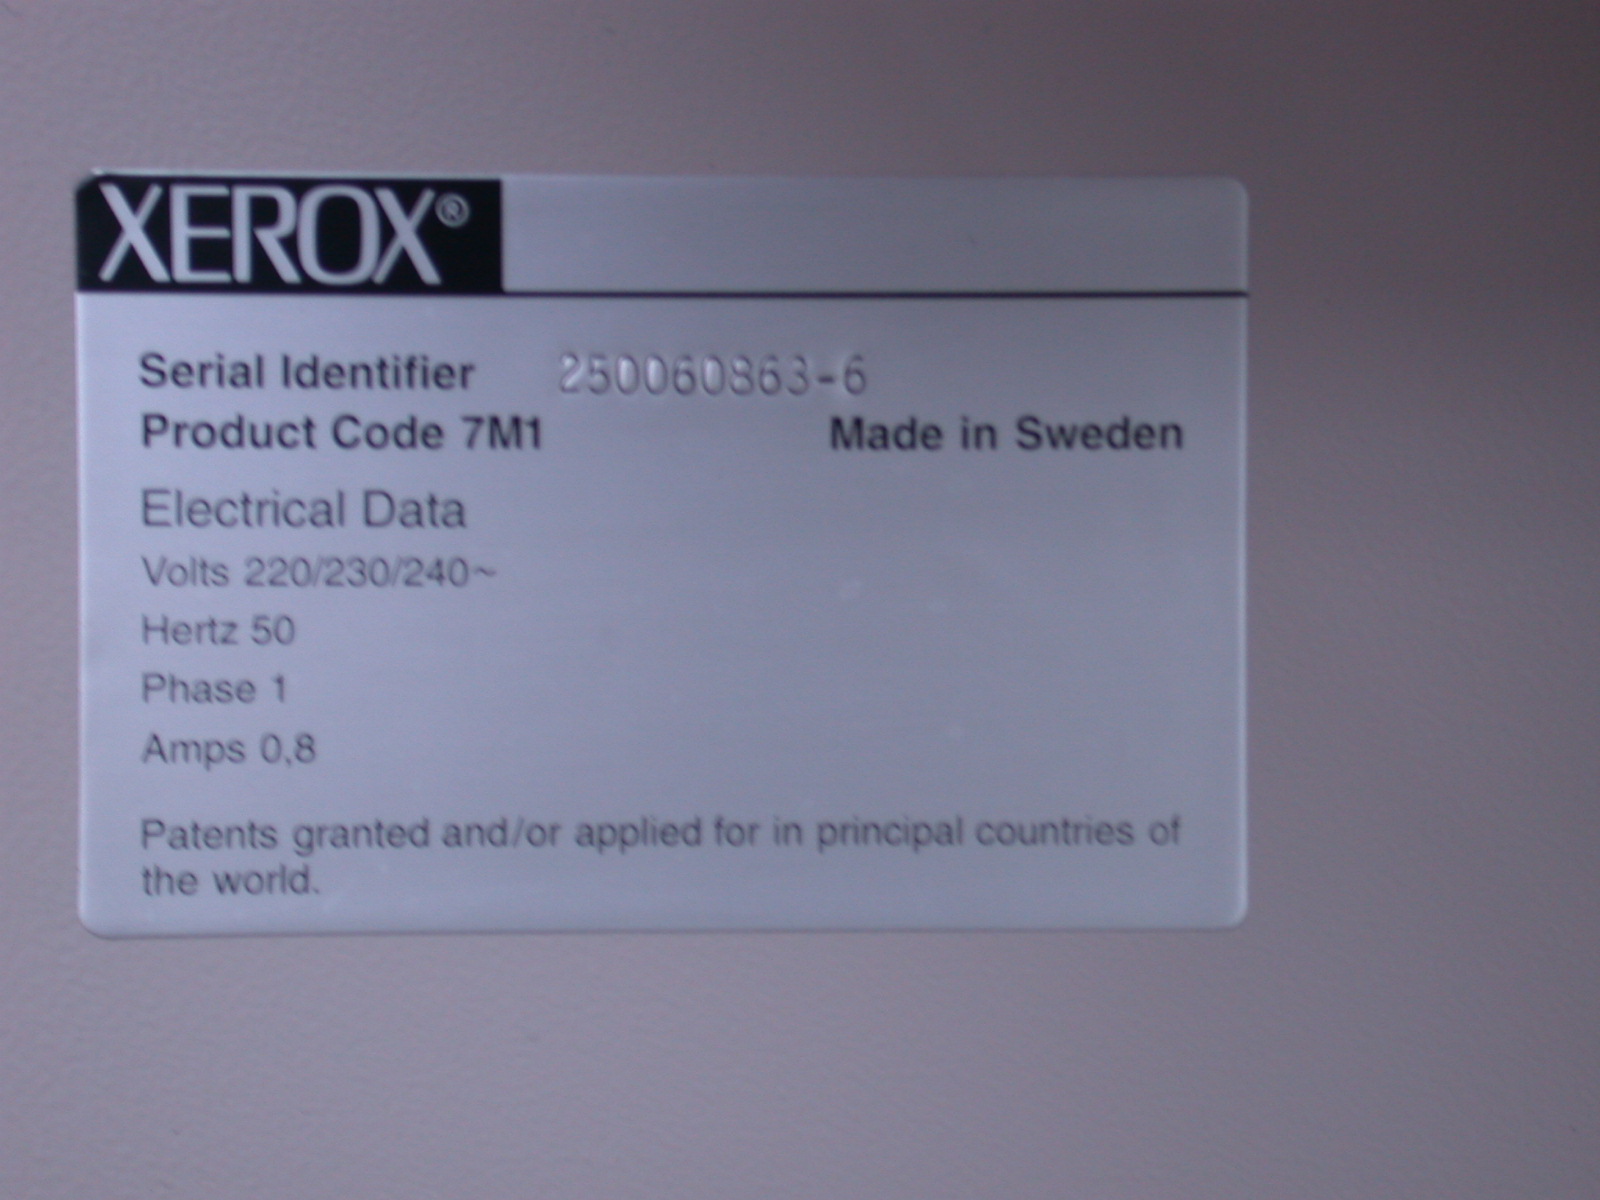 XEROX®
Serial Identifier 250060863-6
Product Code 7M1 Made in Sweden
Electrical Data
Volts 220/230/240~
Hertz 50
Phase 1
Amps 0,8
Patents granted and/or applied for in principal countries of
the world.